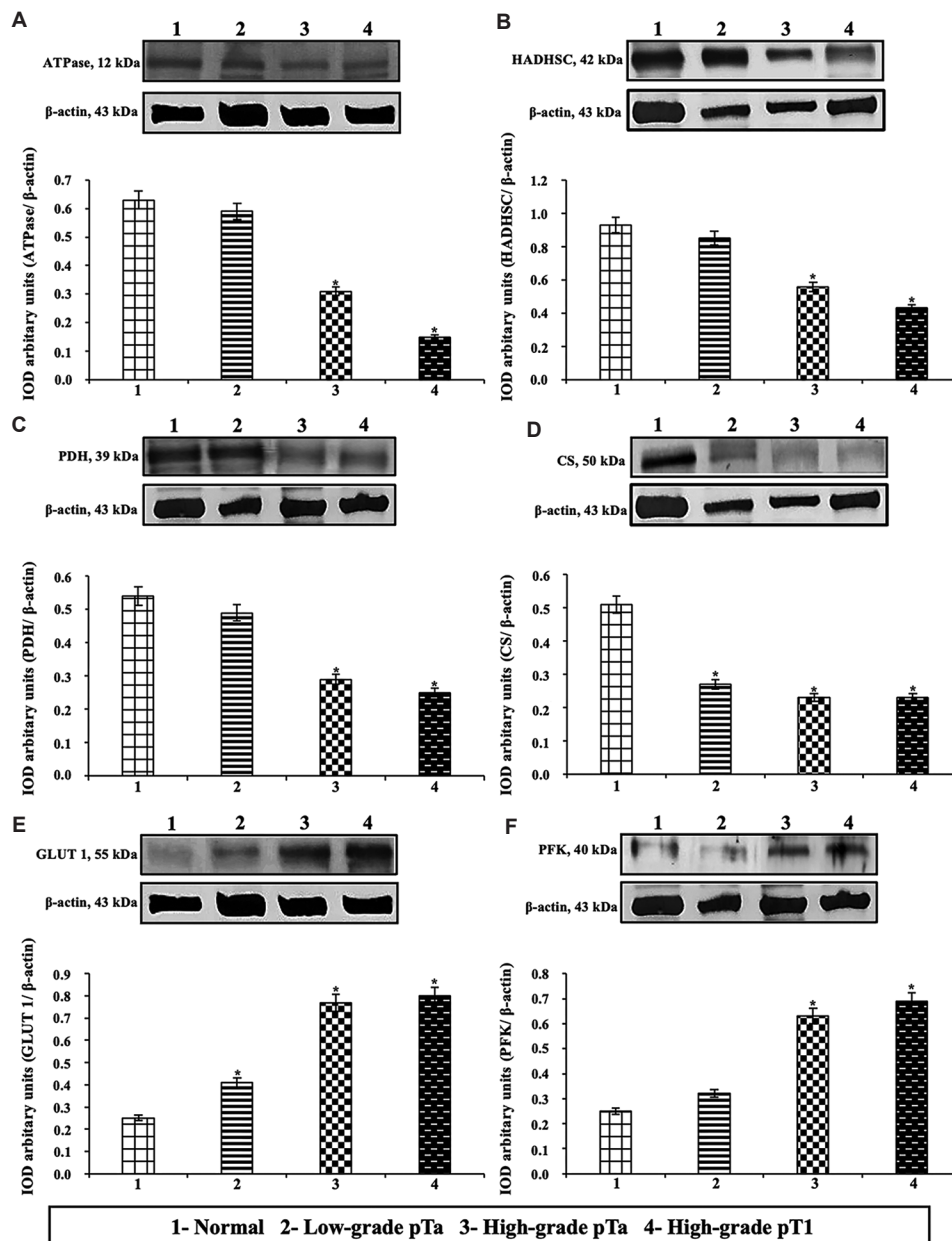 A
1 2 3 4
ATPase, 12 kDa
β-actin, 43 kDa
IOD arbitary units (ATPase/ β-actin)
0.7
0.6
0.5
0.4
0.3
0.2
0.1
0.0
* *
1 2 3 4
B
1 2 3 4
HADHSC, 42 kDa
β-actin, 43 kDa
IOD arbitary units (HADHSC/ β-actin)
1.2
1.0
0.8
0.6
0.4
0.2
0.0
* *
1 2 3 4
C
1 2 3 4
PDH, 39 kDa
β-actin, 43 kDa
IOD arbitary units (PDH/ β-actin)
0.6
0.5
0.4
0.3
0.2
0.1
0.0
* *
1 2 3 4
D
1 2 3 4
CS, 50 kDa
β-actin, 43 kDa
IOD arbitary units (CS/ β-actin)
0.6
0.5
0.4
0.3
0.2
0.1
0.0
* * *
1 2 3 4
E
1 2 3 4
GLUT 1, 55 kDa
β-actin, 43 kDa
IOD arbitary units (GLUT 1/ β-actin)
0.9
0.8
0.7
0.6
0.5
0.4
0.3
0.2
0.1
0.0
* * *
1 2 3 4
F
1 2 3 4
PFK, 40 kDa
β-actin, 43 kDa
IOD arbitary units (PFK/ β-actin)
0.8
0.7
0.6
0.5
0.4
0.3
0.2
0.1
0.0
* *
1 2 3 4
1- Normal 2- Low-grade pTa 3- High-grade pTa 4- High-grade pT1